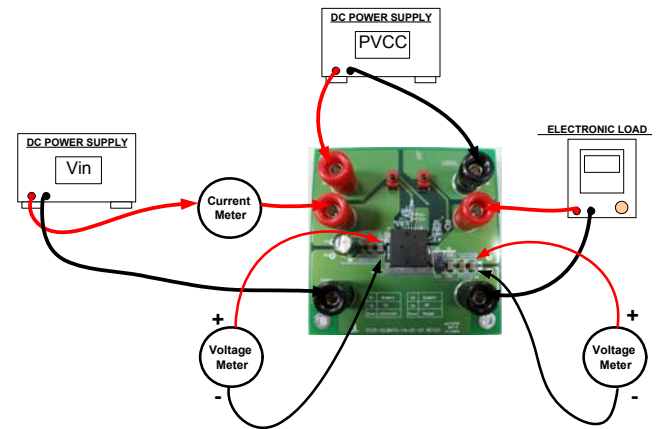 DC POWER SUPPLY
PVCC
ELECTRONIC LOAD
DC POWER SUPPLY
Vin
Current
Meter
+
Voltage
Meter
-
+
Voltage
Meter
-